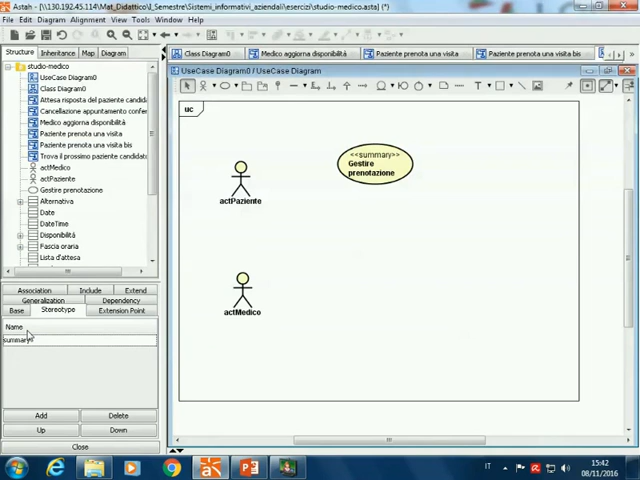 Astah - [\\130.192.45.114\1_Mat_Didattico\I_Semestre\Sistemi_informativi_aziendali\esercizi\studio-medico.asta] (*)
File Edit Diagram Alignment View Tools Window Help
Structure Inheritance Map Diagram
Class Diagram0 Medico aggiorna disponibilità Paziente prenota una visita Paziente prenota una visita bis
studio-medico
UseCase Diagram0
Class Diagram0
Attesa risposta del paziente candida
Cancellazione appuntamento confer
Medico aggiorna disponibilità
Paziente prenota una visita
Paziente prenota una visita bis
Trova il prossimo paziente candidato
actMedico
actPaziente
Gestire prenotazione
Alternativa
Date
DateTime
Disponibilità
Fascia oraria
Lista d'attesa
Association Include Extend
Generalization Dependency
Base Stereotype Extension Point
Name
summary
Add Delete
Up Down
Close
UseCase Diagram0 / UseCase Diagram
uc
<<summary>>
Gestire
prenotazione
actPaziente
actMedico
IT
15:42
08/11/2016